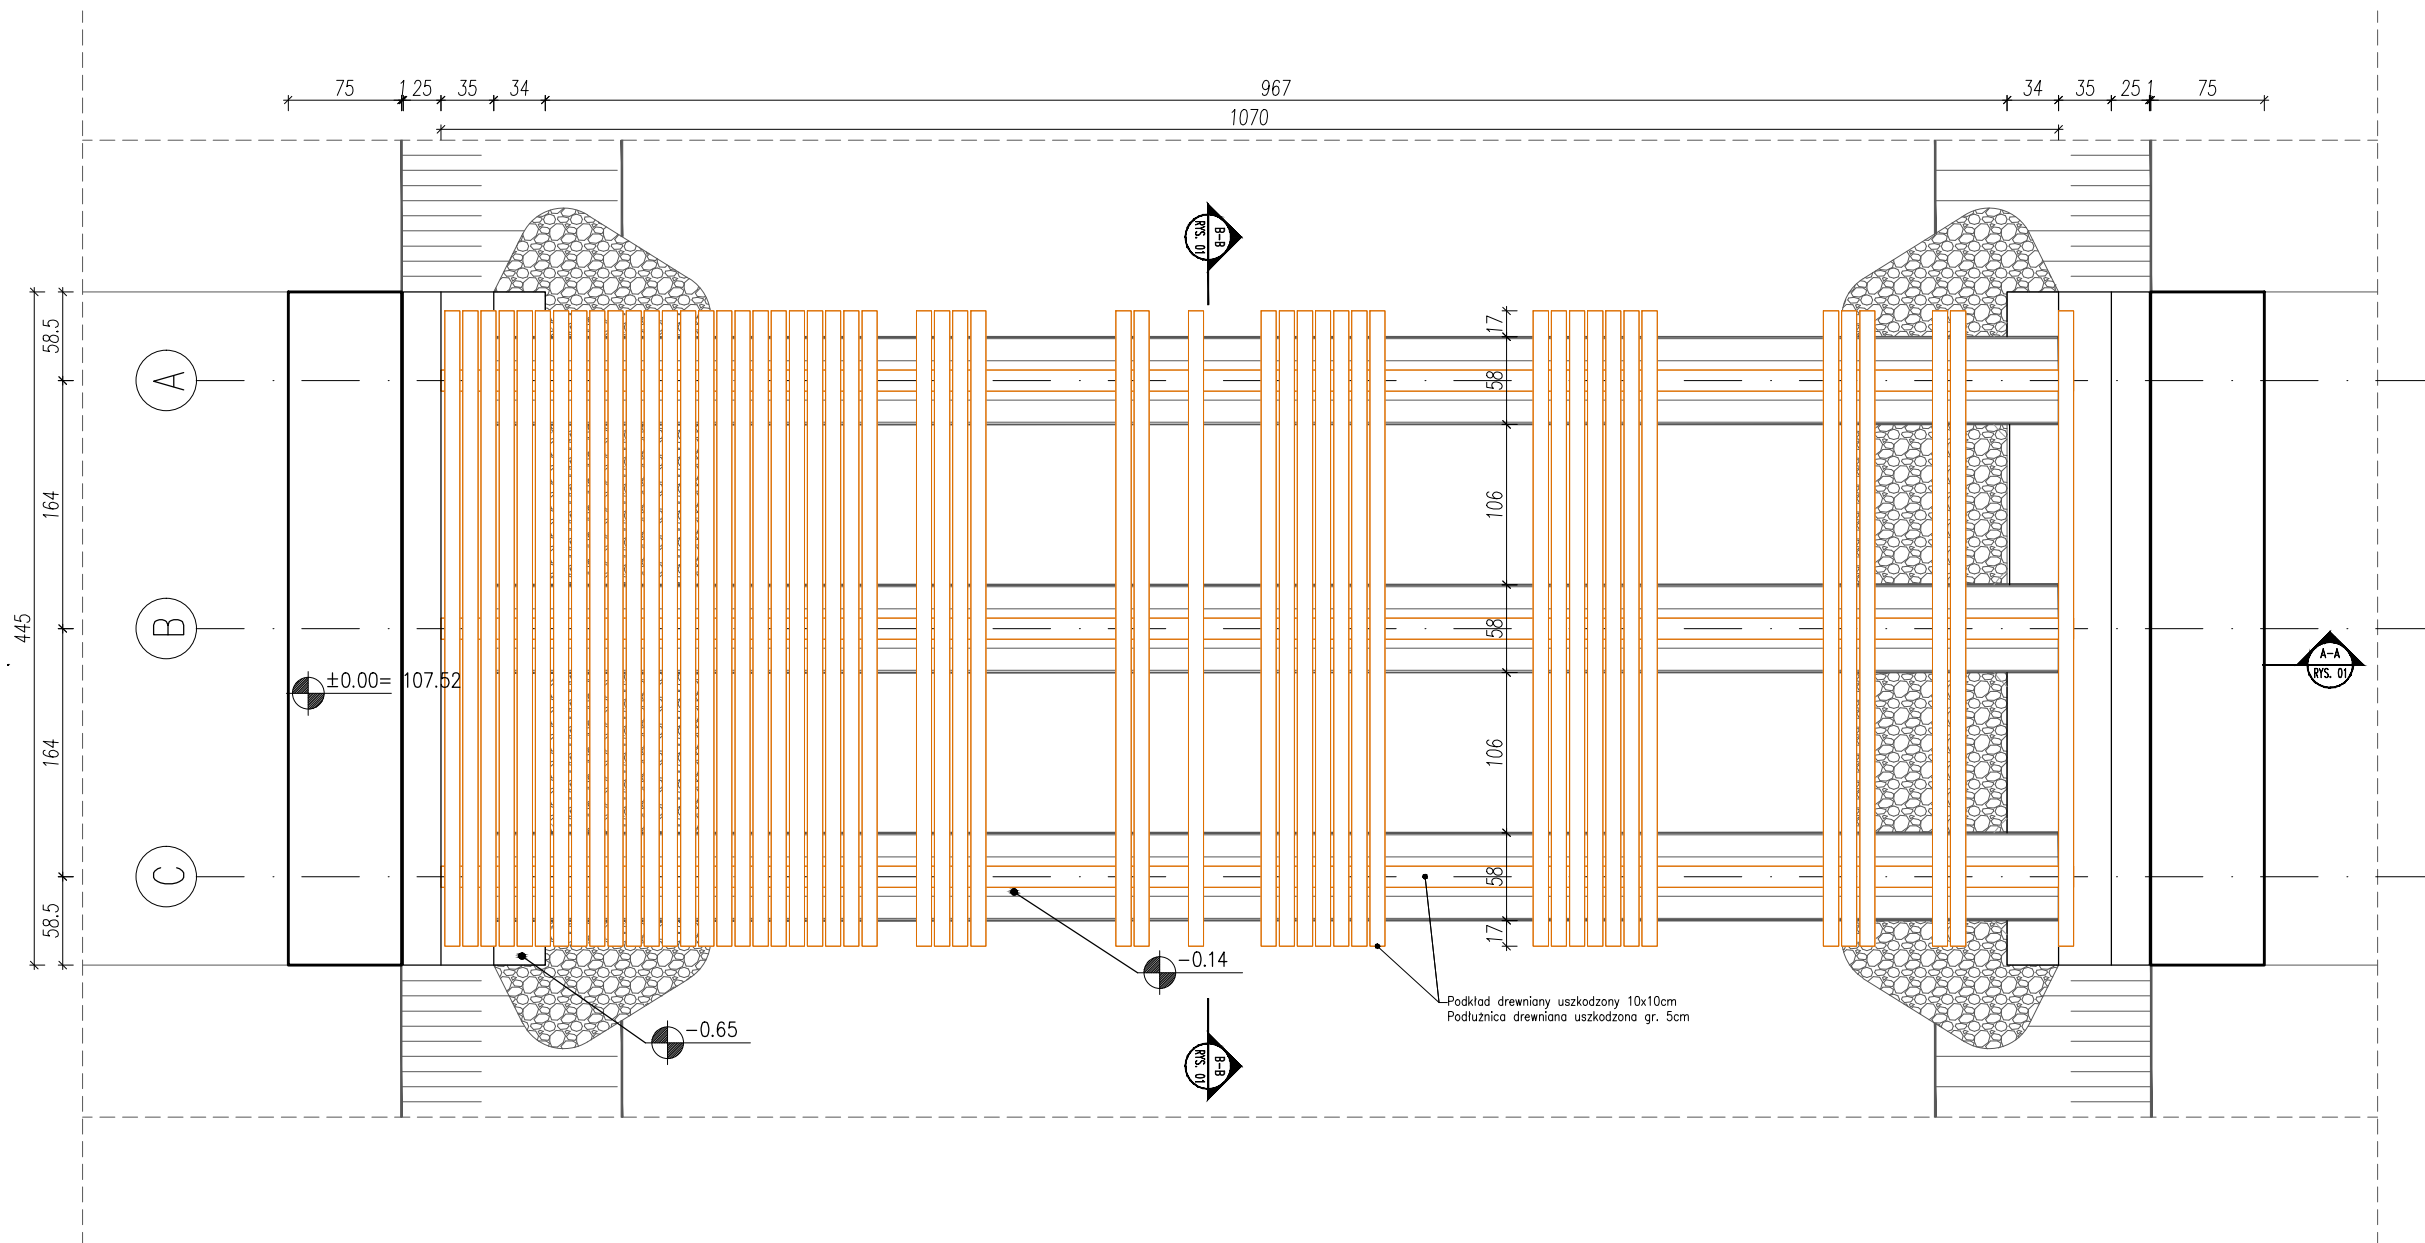 75
1
25
35
34
967
34
35
25
1
75
1070
B-B
RYS. 01
58.5
164
445
164
58.5
A
B
C
17
58
106
58
106
58
17
±0.00= 107.52
A-A
RYS. 01
-0.14
-0.65
Podkład drewniany uszkodzony 10x10cm
Podłużnica drewniana uszkodzona gr. 5cm
B-B
RYS. 01